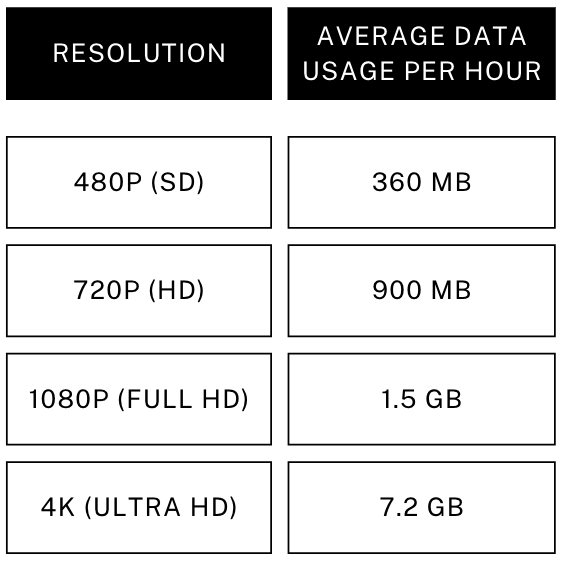 RESOLUTION
AVERAGE DATA
USAGE PER HOUR
480P (SD)
360 MB
720P (HD)
900 MB
1080P (FULL HD)
1.5 GB
4K (ULTRA HD)
7.2 GB